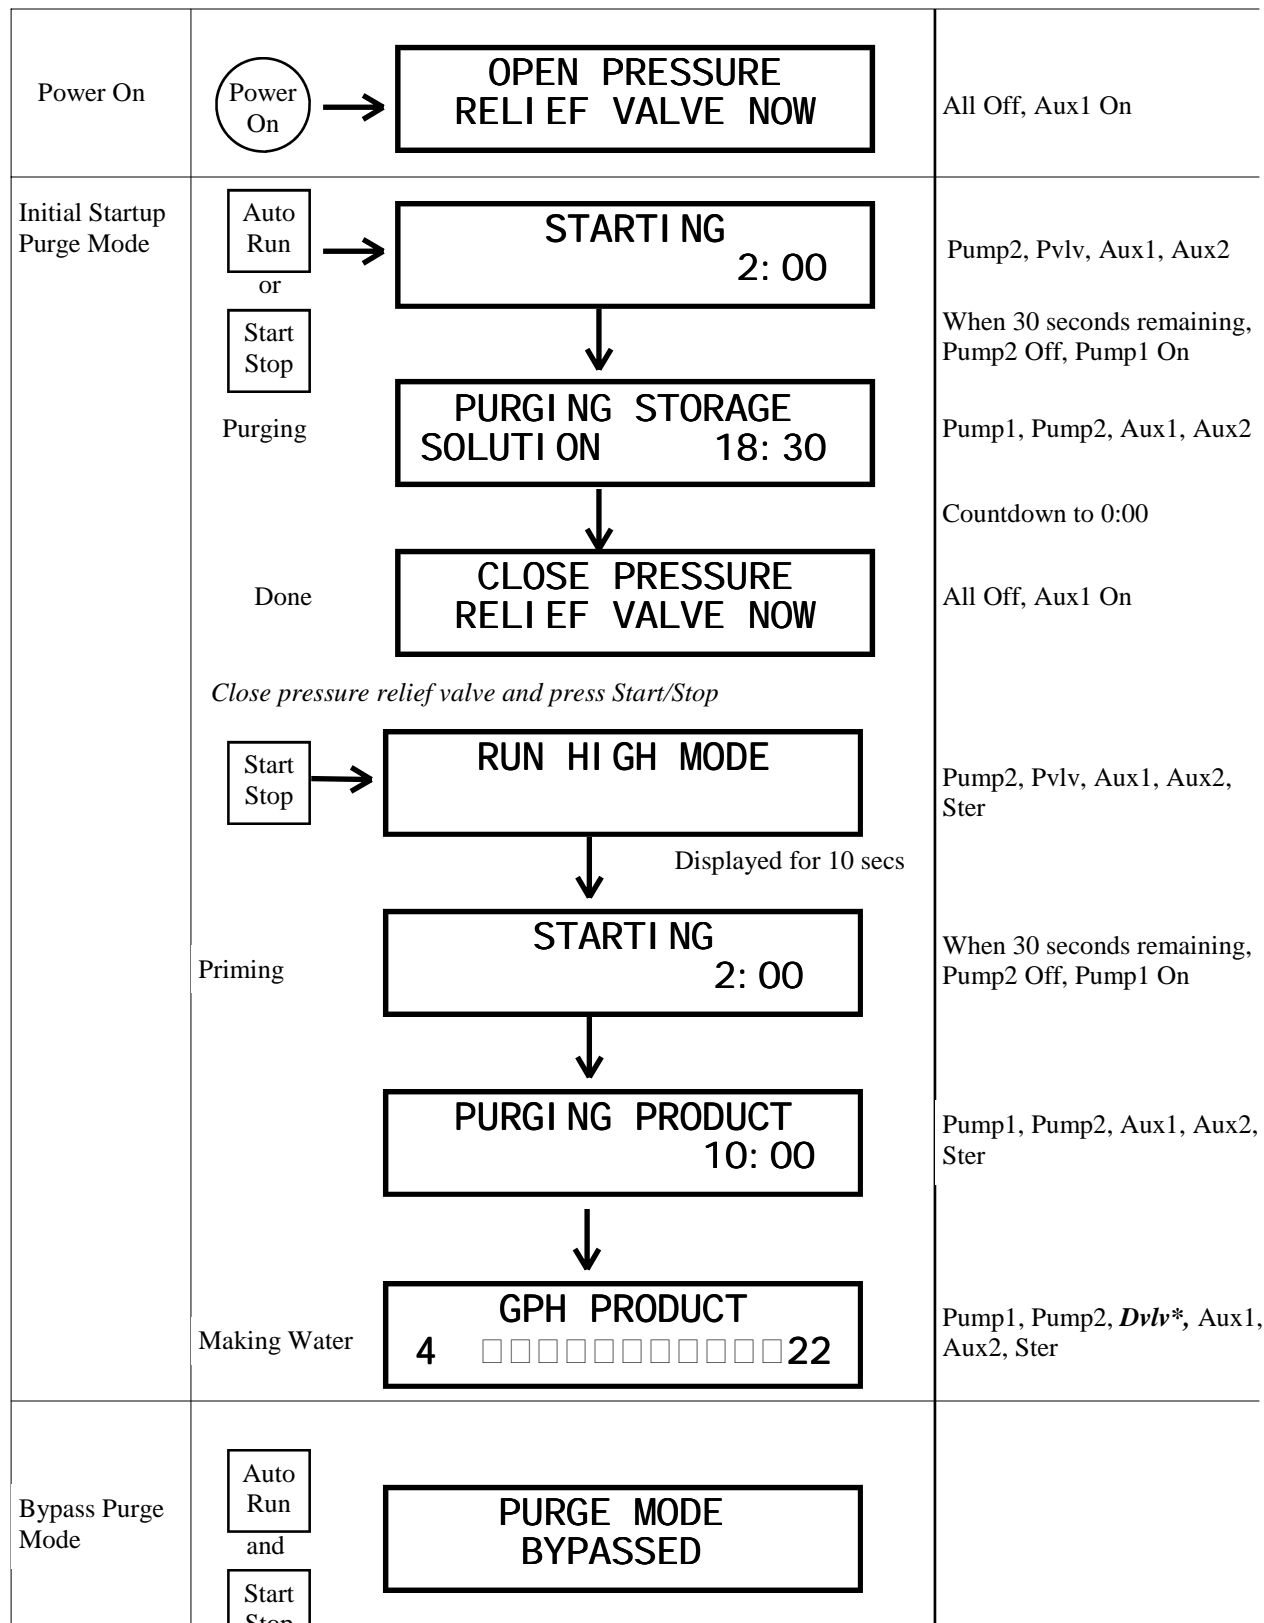 Power On
Power
On
OPEN PRESSURE
RELIEF VALVE NOW
All Off, Aux1 On
Initial Startup
Purge Mode
Auto
Run
or
Start
Stop
STARTING
2:00
Pump2, Pvlv, Aux1, Aux2
When 30 seconds remaining,
Pump2 Off, Pump1 On
Purging
PURGING STORAGE
SOLUTION 18:30
Pump1, Pump2, Aux1, Aux2
Countdown to 0:00
Done
CLOSE PRESSURE
RELIEF VALVE NOW
All Off, Aux1 On
Close pressure relief valve and press Start/Stop
Start
Stop
RUN HIGH MODE
Pump2, Pvlv, Aux1, Aux2,
Ster
Displayed for 10 secs
Priming
STARTING
2:00
When 30 seconds remaining,
Pump2 Off, Pump1 On
PURGING PRODUCT
10:00
Pump1, Pump2, Aux1, Aux2,
Ster
Making Water
GPH PRODUCT
4 □□□□□□□□□□□22
Pump1, Pump2, Dvlv*, Aux1,
Aux2, Ster
Bypass Purge
Mode
Auto
Run
and
Start
Stop
PURGE MODE
BYPASSED